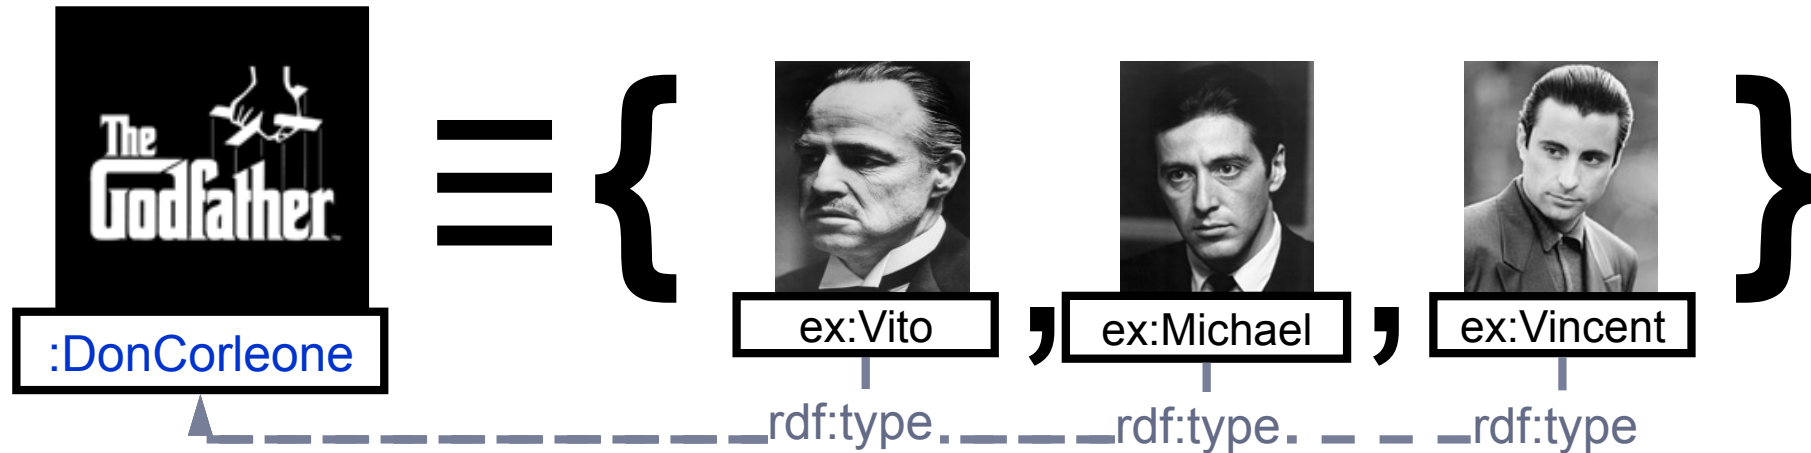 The
Godfather
≡ { , , }
:DonCorleone
ex:Vito
ex:Michael
ex:Vincent
rdf:type
rdf:type
rdf:type